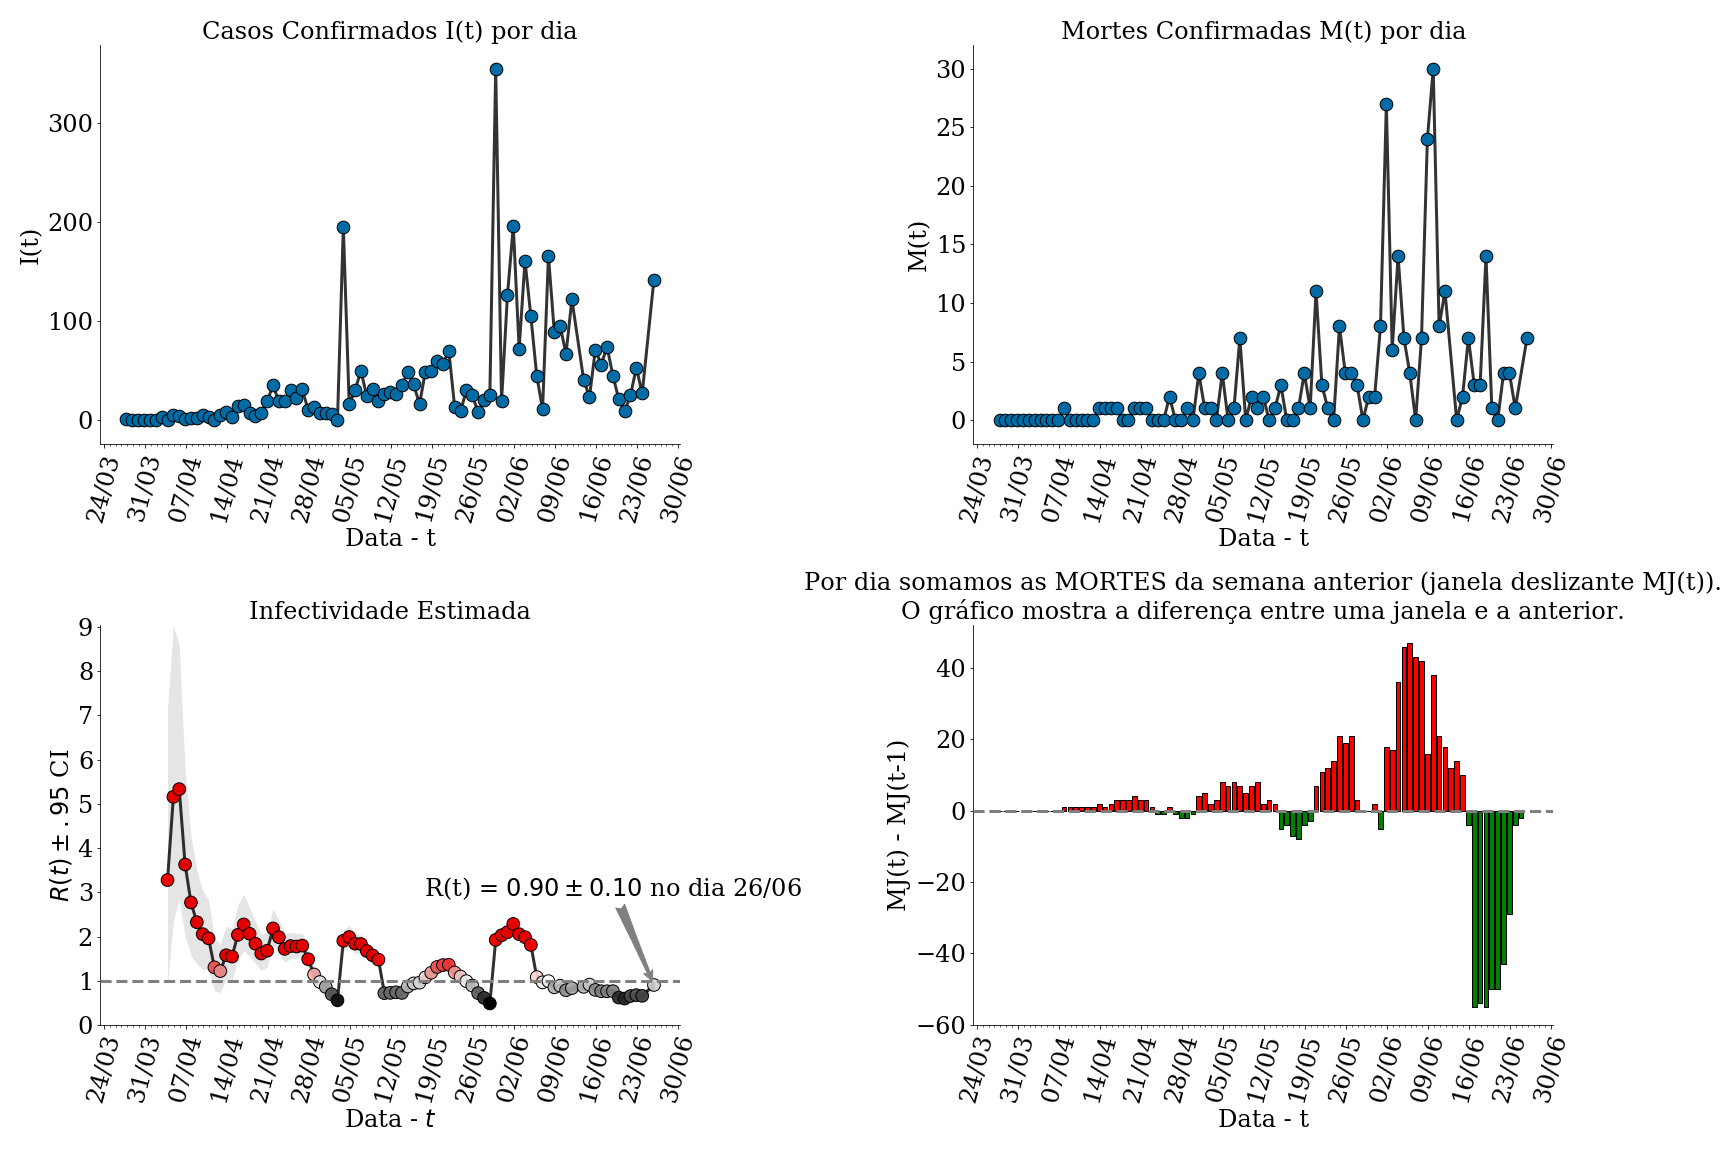 Casos Confirmados I(t) por dia
I(t)
300
200
100
0
24/03 31/03 07/04 14/04 21/04 28/04 05/05 12/05 19/05 26/05 02/06 09/06 16/06 23/06 30/06
Data - t
Mortes Confirmadas M(t) por dia
M(t)
30
25
20
15
10
5
0
24/03 31/03 07/04 14/04 21/04 28/04 05/05 12/05 19/05 26/05 02/06 09/06 16/06 23/06 30/06
Data - t
Infectividade Estimada
R(t) ± .95 CI
9
8
7
6
5
4
3
2
1
0
R(t) = 0.90 ± 0.10 no dia 26/06
24/03 31/03 07/04 14/04 21/04 28/04 05/05 12/05 19/05 26/05 02/06 09/06 16/06 23/06 30/06
Data - t
Por dia somamos as MORTES da semana anterior (janela deslizante MJ(t)).
O gráfico mostra a diferença entre uma janela e a anterior.
MJ(t) - MJ(t-1)
40
20
0
−20
−40
−60
24/03 31/03 07/04 14/04 21/04 28/04 05/05 12/05 19/05 26/05 02/06 09/06 16/06 23/06 30/06
Data - t